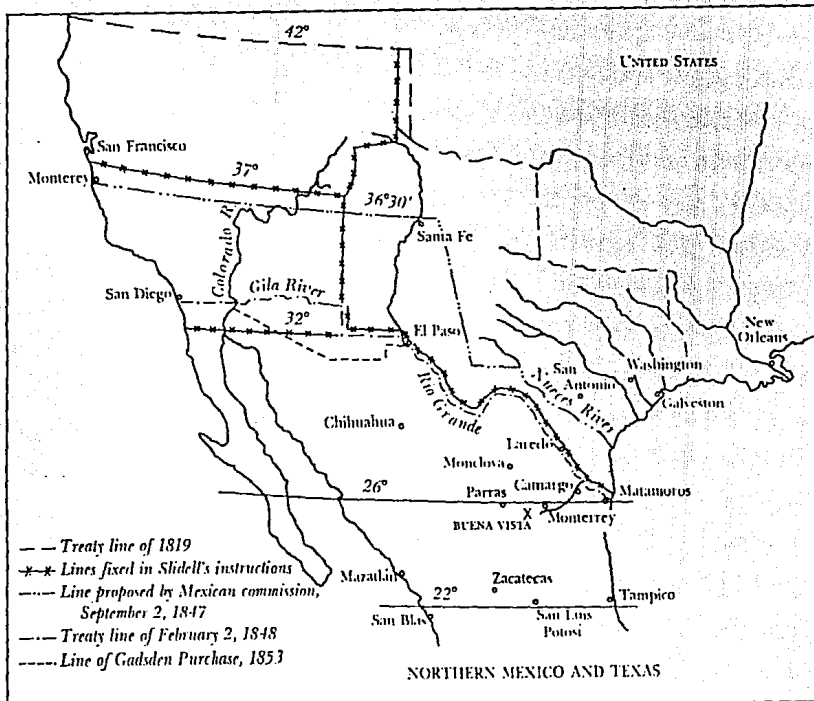 42°
UNITED STATES
San Francisco
37°
Monterey
36°30'
Santa Fe
Colorado R.
Gila River
San Diego
32°
El Paso
New
Orleans
Washington
San
Antonio
Nueces River
Galveston
Rio Grande
Chihuahua
Laredo
Monclova
Camargo
26°
Parras
Matamoros
BUENA VISTA
X
Monterrey
Treaty line of 1819
Lines fixed in Slidell's instructions
Line proposed by Mexican commission,
September 2, 1847
Treaty line of February 2, 1848
Line of Gadsden Purchase, 1853
Mazatlán
Zacatecas
22°
Tampico
San Blas
San Luis
Potosí
NORTHERN MEXICO AND TEXAS